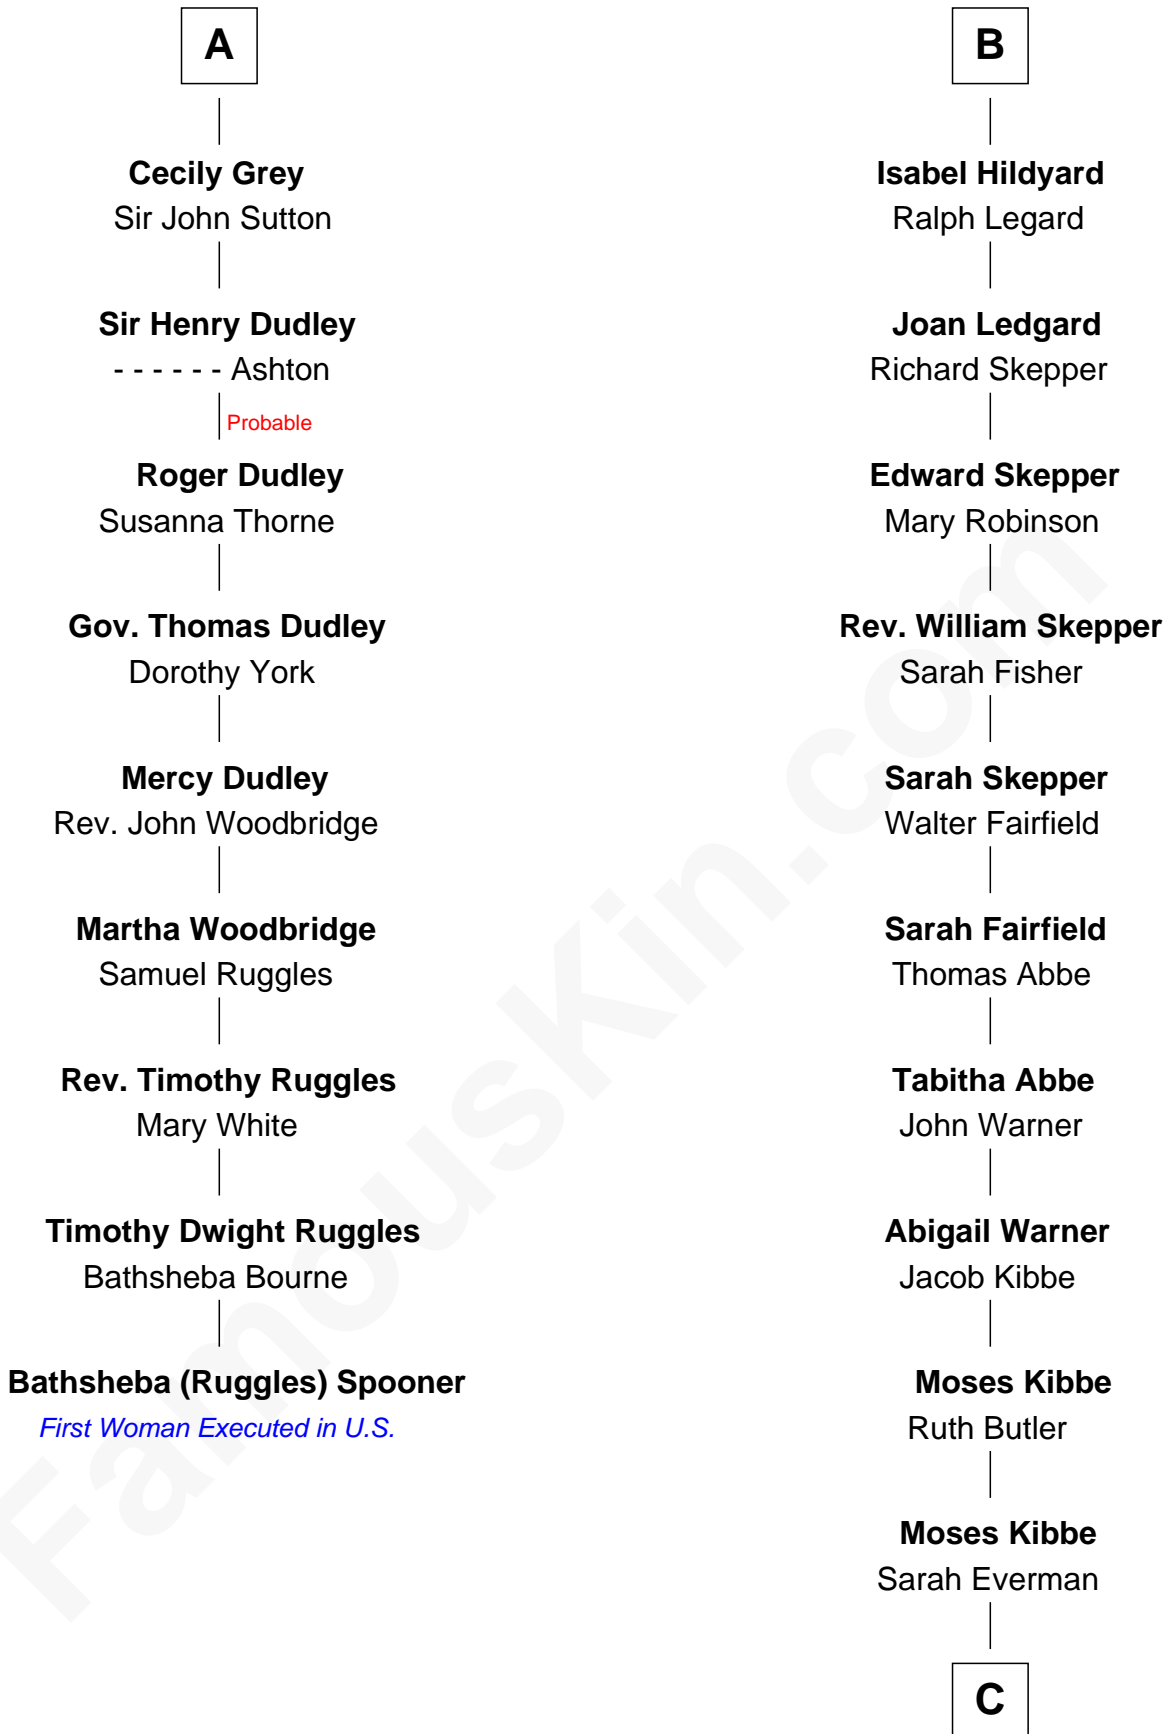 A
Cecily Grey
Sir John Sutton
Sir Henry Dudley
- - - - - - Ashton
Probable
Roger Dudley
Susanna Thorne
Gov. Thomas Dudley
Dorothy York
Mercy Dudley
Rev. John Woodbridge
Martha Woodbridge
Samuel Ruggles
Rev. Timothy Ruggles
Mary White
Timothy Dwight Ruggles
Bathsheba Bourne
Bathsheba (Ruggles) Spooner
First Woman Executed in U.S.
B
Isabel Hildyard
Ralph Legard
Joan Ledgard
Richard Skepper
Edward Skepper
Mary Robinson
Rev. William Skepper
Sarah Fisher
Sarah Skepper
Walter Fairfield
Sarah Fairfield
Thomas Abbe
Tabitha Abbe
John Warner
Abigail Warner
Jacob Kibbe
Moses Kibbe
Ruth Butler
Moses Kibbe
Sarah Everman
C
FamousKin.com